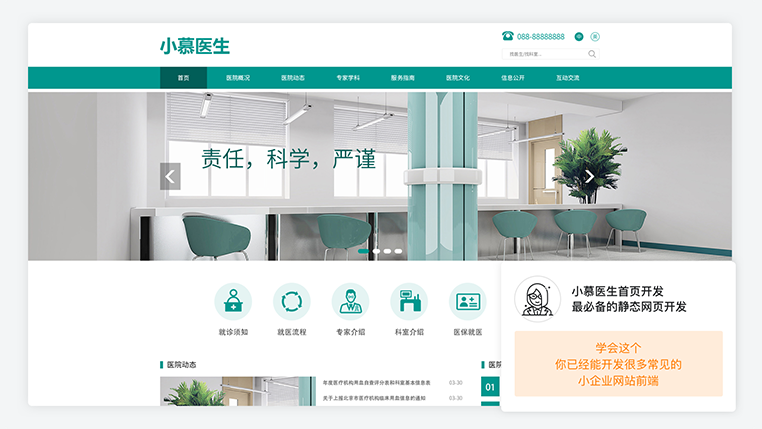 小慕医生
088-88888888
搜医生/找科室...
首页 医院概况 医院动态 专家学科 服务指南 医院文化 信息公开 互动交流
责任，科学，严谨
就诊须知 就医流程 专家介绍 科室介绍 医保就医
小慕医生首页开发
最必备的静态网页开发
学会这个
你已经能开发很多常见的
小企业网站前端
医院动态
年度医疗机构用血自查评分表和科室基本信息表 03-30
关于上报北京市医疗机构临床用血信息的通知 03-30
医院
01